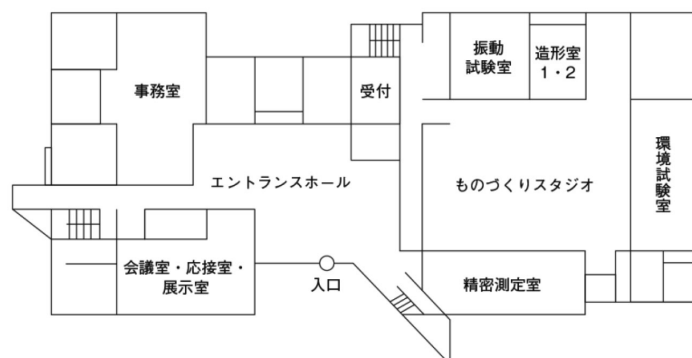 事務室
受付
振動
試験室
造形室
1・2
環境試験室
エントランスホール
ものづくりスタジオ
会議室・応接室・
展示室
入口
精密測定室